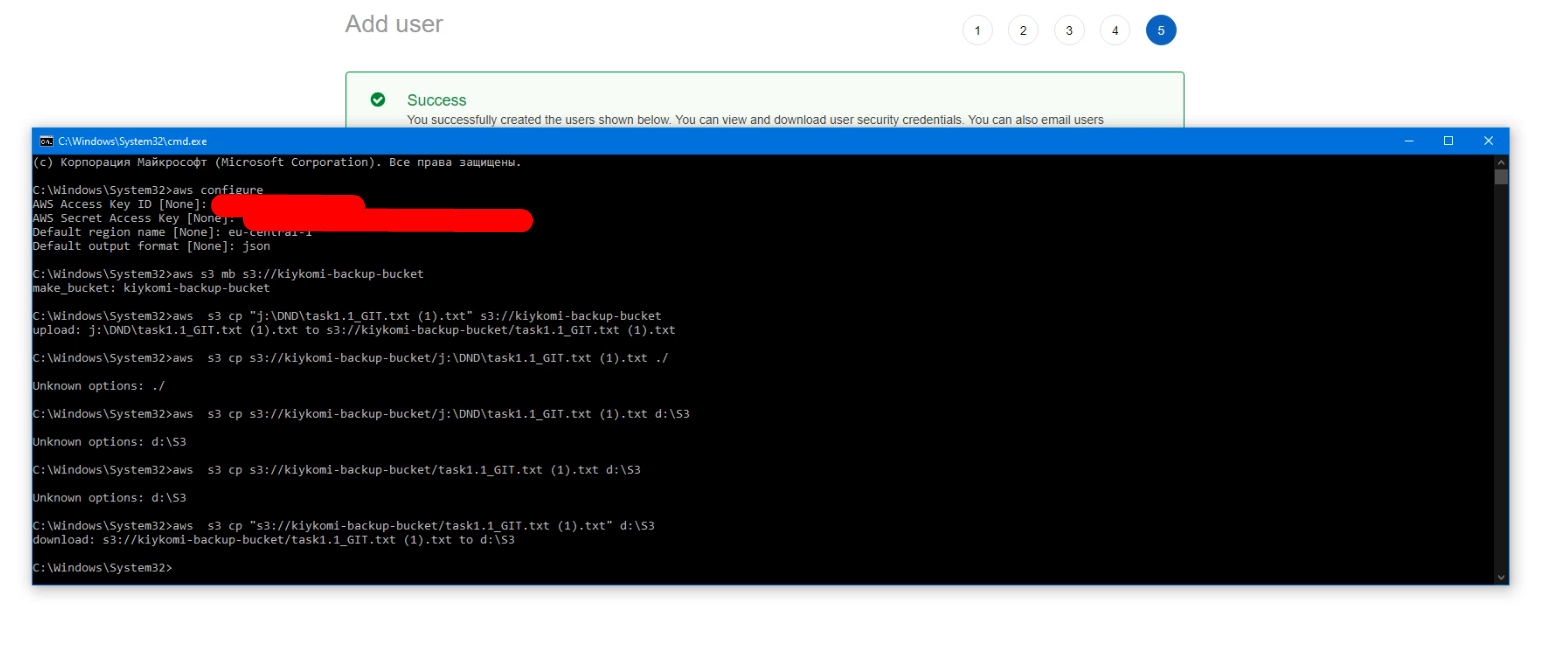 Add user
1 2 3 4 5
Success
You successfully created the users shown below. You can view and download user security credentials. You can also email users
C:\Windows\System32\cmd.exe
(c) Корпорация Майкрософт (Microsoft Corporation). Все права защищены.
C:\Windows\System32>aws configure
AWS Access Key ID [None]:
AWS Secret Access Key [None]:
Default region name [None]: eu-central-1
Default output format [None]: json
C:\Windows\System32>aws s3 mb s3://kiykomi-backup-bucket
make_bucket: kiykomi-backup-bucket
C:\Windows\System32>aws  s3 cp "j:\DND\task1.1_GIT.txt (1).txt" s3://kiykomi-backup-bucket
upload: j:\DND\task1.1_GIT.txt (1).txt to s3://kiykomi-backup-bucket/task1.1_GIT.txt (1).txt
C:\Windows\System32>aws  s3 cp s3://kiykomi-backup-bucket/j:\DND\task1.1_GIT.txt (1).txt ./
Unknown options: ./
C:\Windows\System32>aws  s3 cp s3://kiykomi-backup-bucket/j:\DND\task1.1_GIT.txt (1).txt d:\S3
Unknown options: d:\S3
C:\Windows\System32>aws  s3 cp s3://kiykomi-backup-bucket/task1.1_GIT.txt (1).txt d:\S3
Unknown options: d:\S3
C:\Windows\System32>aws  s3 cp "s3://kiykomi-backup-bucket/task1.1_GIT.txt (1).txt" d:\S3
download: s3://kiykomi-backup-bucket/task1.1_GIT.txt (1).txt to d:\S3
C:\Windows\System32>